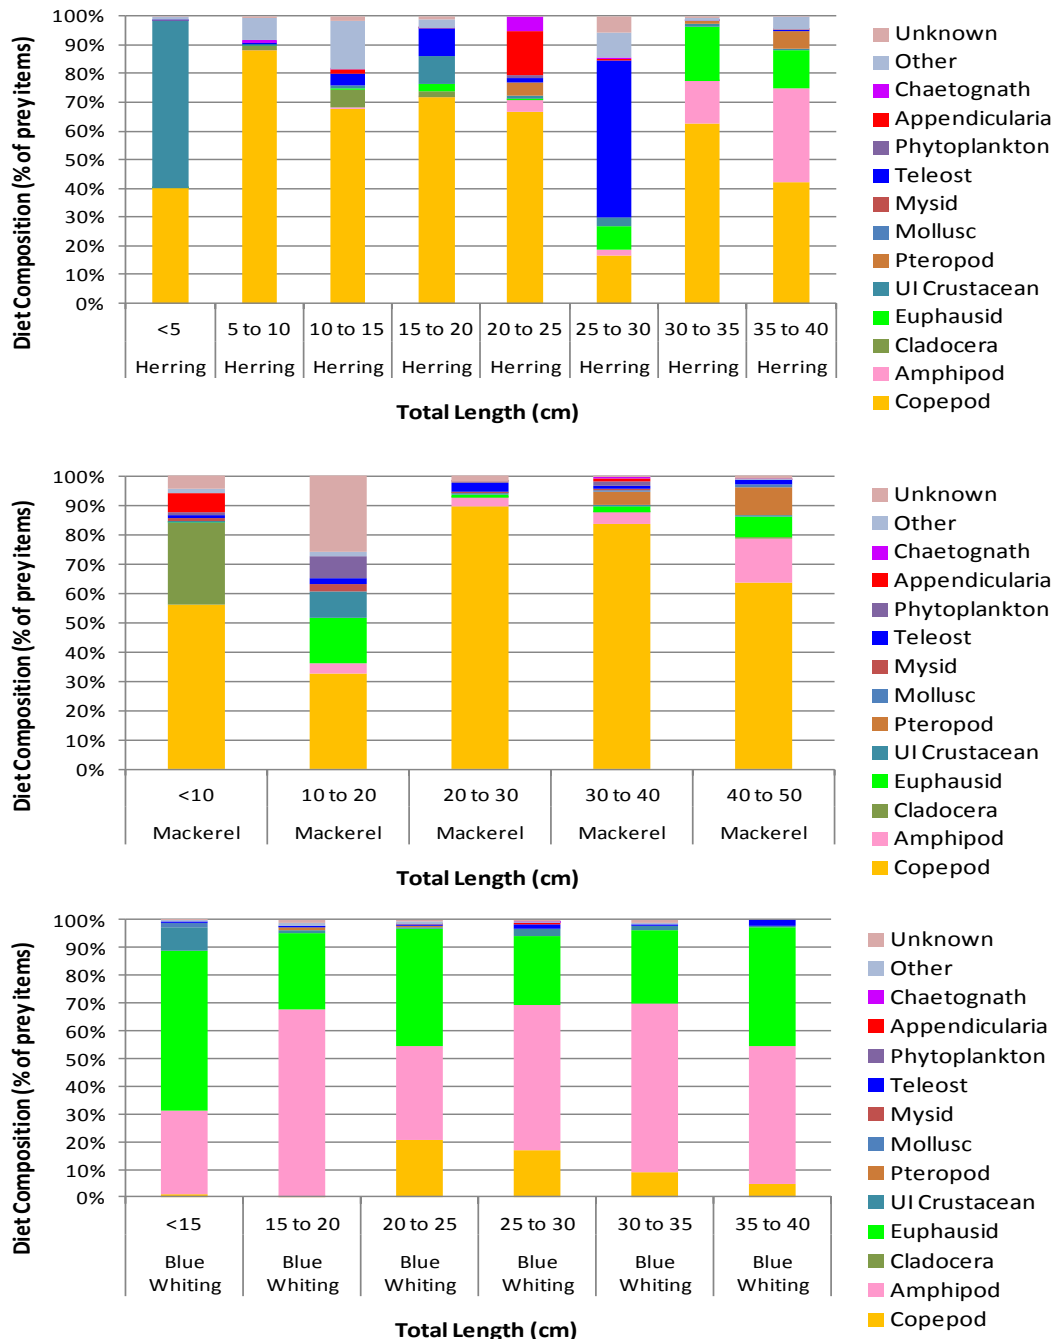 Diet Composition (% of prey items)
100%
90%
80%
70%
60%
50%
40%
30%
20%
10%
0%
<5 5 to 10 10 to 15 15 to 20 20 to 25 25 to 30 30 to 35 35 to 40
Herring Herring Herring Herring Herring Herring Herring Herring
Total Length (cm)
Unknown
Other
Chaetognath
Appendicularia
Phytoplankton
Teleost
Mysid
Mollusc
Pteropod
UI Crustacean
Euphausid
Cladocera
Amphipod
Copepod
Diet Composition (% of prey items)
100%
90%
80%
70%
60%
50%
40%
30%
20%
10%
0%
<10 10 to 20 20 to 30 30 to 40 40 to 50
Mackerel Mackerel Mackerel Mackerel Mackerel
Total Length (cm)
Unknown
Other
Chaetognath
Appendicularia
Phytoplankton
Teleost
Mysid
Mollusc
Pteropod
UI Crustacean
Euphausid
Cladocera
Amphipod
Copepod
Diet Composition (% of prey items)
100%
90%
80%
70%
60%
50%
40%
30%
20%
10%
0%
<15 15 to 20 20 to 25 25 to 30 30 to 35 35 to 40
Blue Blue Blue Blue Blue Blue
Whiting Whiting Whiting Whiting Whiting Whiting
Total Length (cm)
Unknown
Other
Chaetognath
Appendicularia
Phytoplankton
Teleost
Mysid
Mollusc
Pteropod
UI Crustacean
Euphausid
Cladocera
Amphipod
Copepod